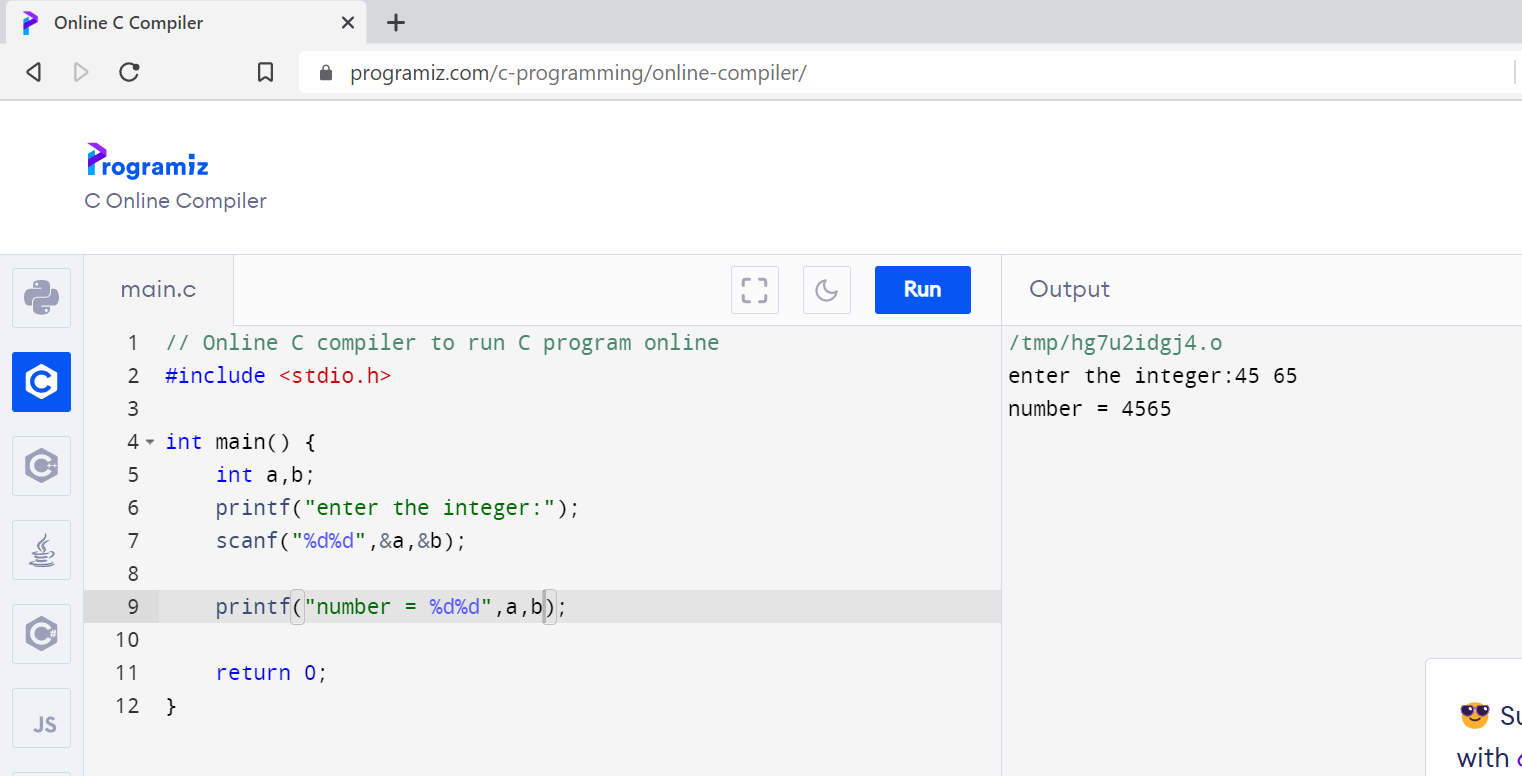 Online C Compiler
programiz.com/c-programming/online-compiler/
Programiz
C Online Compiler
main.c
Run
Output
1 // Online C compiler to run C program online
2 #include <stdio.h>
3
4 int main() {
5     int a,b;
6     printf("enter the integer:");
7     scanf("%d%d",&a,&b);
8
9     printf("number = %d%d",a,b);
10
11     return 0;
12 }
/tmp/hg7u2idgj4.o
enter the integer:45 65
number = 4565
C
C++
C#
JS
with